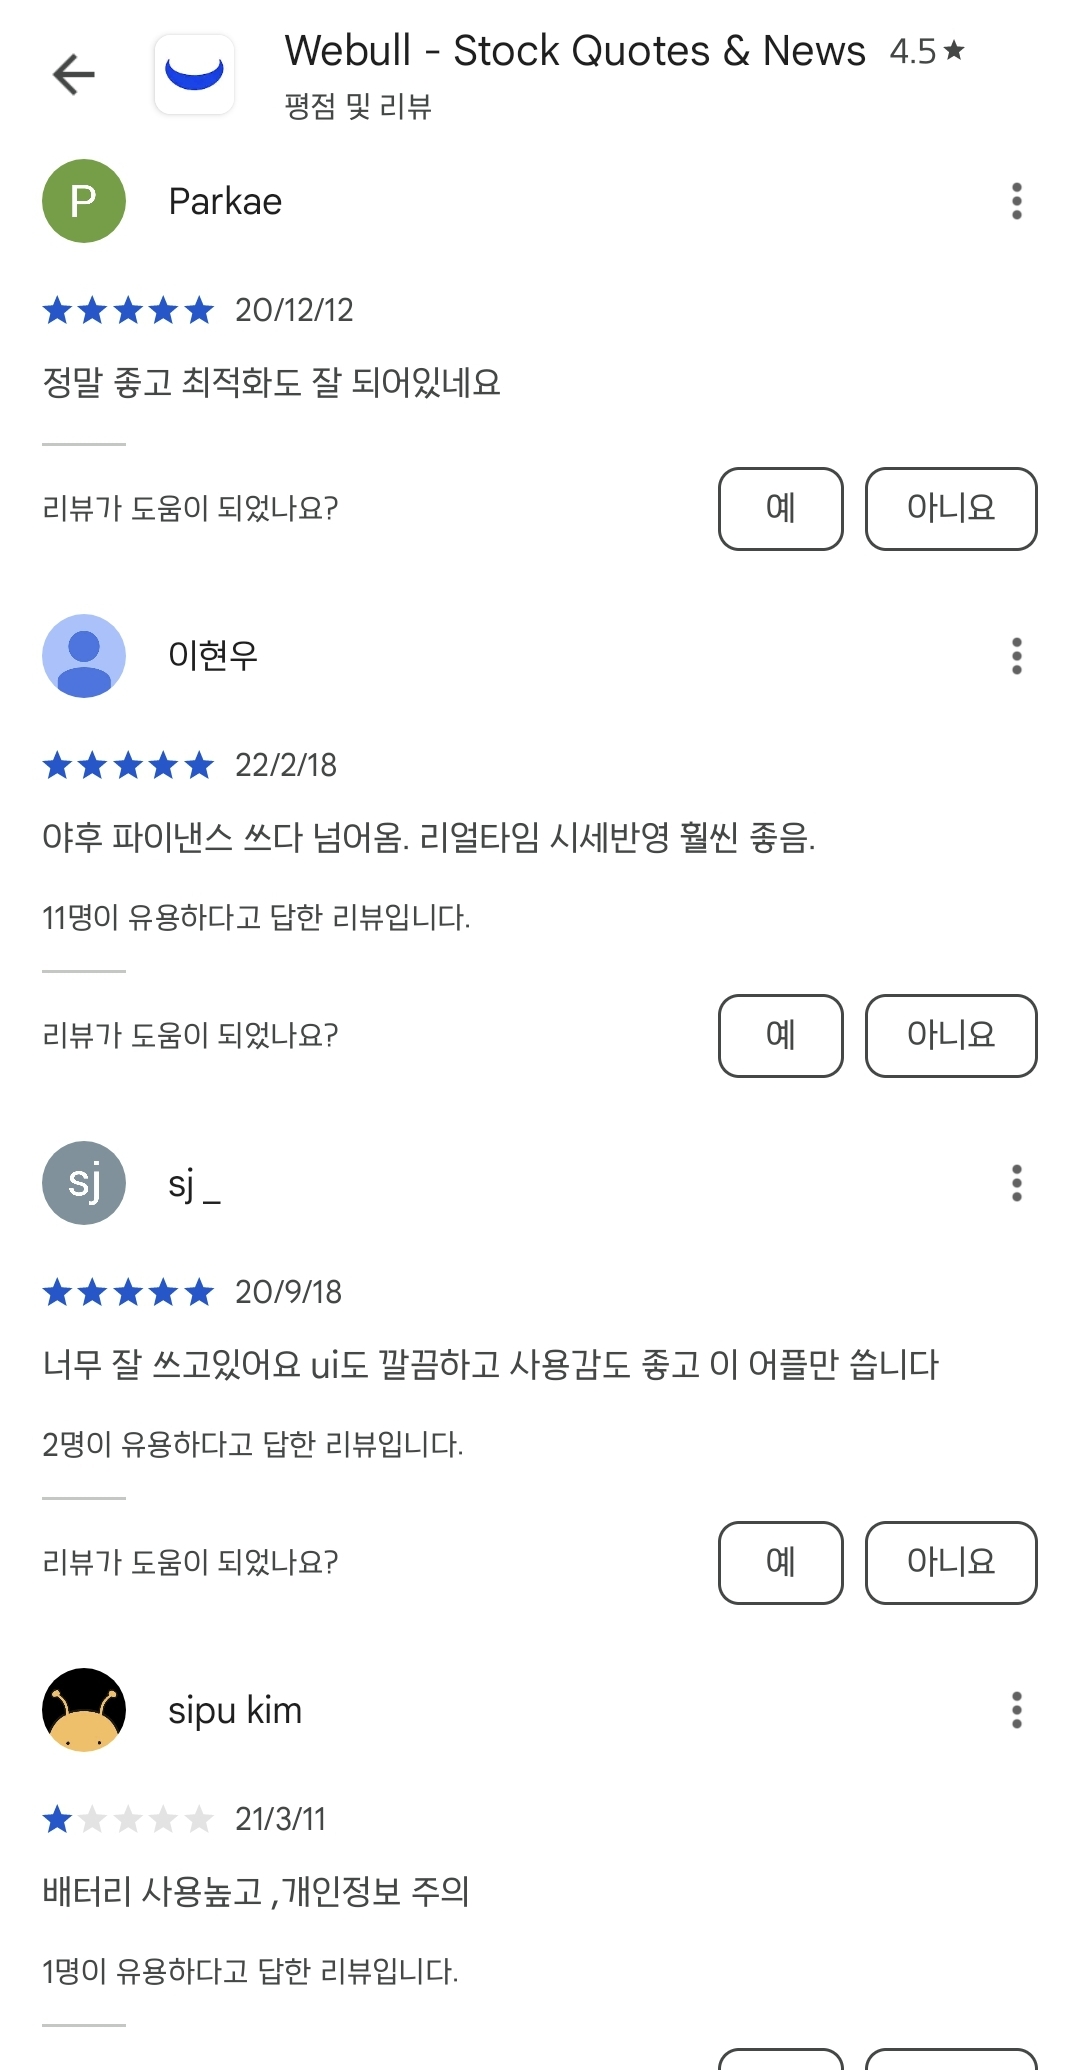 Webull - Stock Quotes & News 4.5★
평점 및 리뷰
P Parkae
20/12/12
정말 좋고 최적화도 잘 되어있네요
리뷰가 도움이 되었나요? 예 아니요
이현우
22/2/18
야후 파이낸스 쓰다 넘어옴. 리얼타임 시세반영 훨씬 좋음.
11명이 유용하다고 답한 리뷰입니다.
리뷰가 도움이 되었나요? 예 아니요
sj sj _
20/9/18
너무 잘 쓰고있어요 ui도 깔끔하고 사용감도 좋고 이 어플만 씁니다
2명이 유용하다고 답한 리뷰입니다.
리뷰가 도움이 되었나요? 예 아니요
sipu kim
21/3/11
배터리 사용높고 ,개인정보 주의
1명이 유용하다고 답한 리뷰입니다.